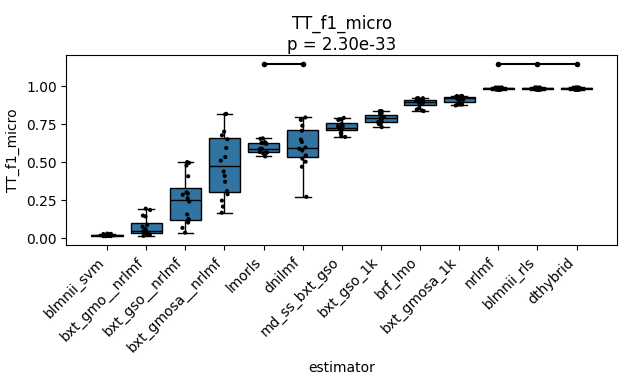 TT_f1_micro
p = 2.30e-33
TT_f1_micro
1.00
0.75
0.50
0.25
0.00
blmnii_svm
bxt_gmo__nrlmf
bxt_gso__nrlmf
bxt_gmosa__nrlmf
lmorls
dnilmf
md_ss_bxt_gso
bxt_gso_1k
brf_lmo
bxt_gmosa_1k
nrlmf
blmnii_rls
dthybrid
estimator